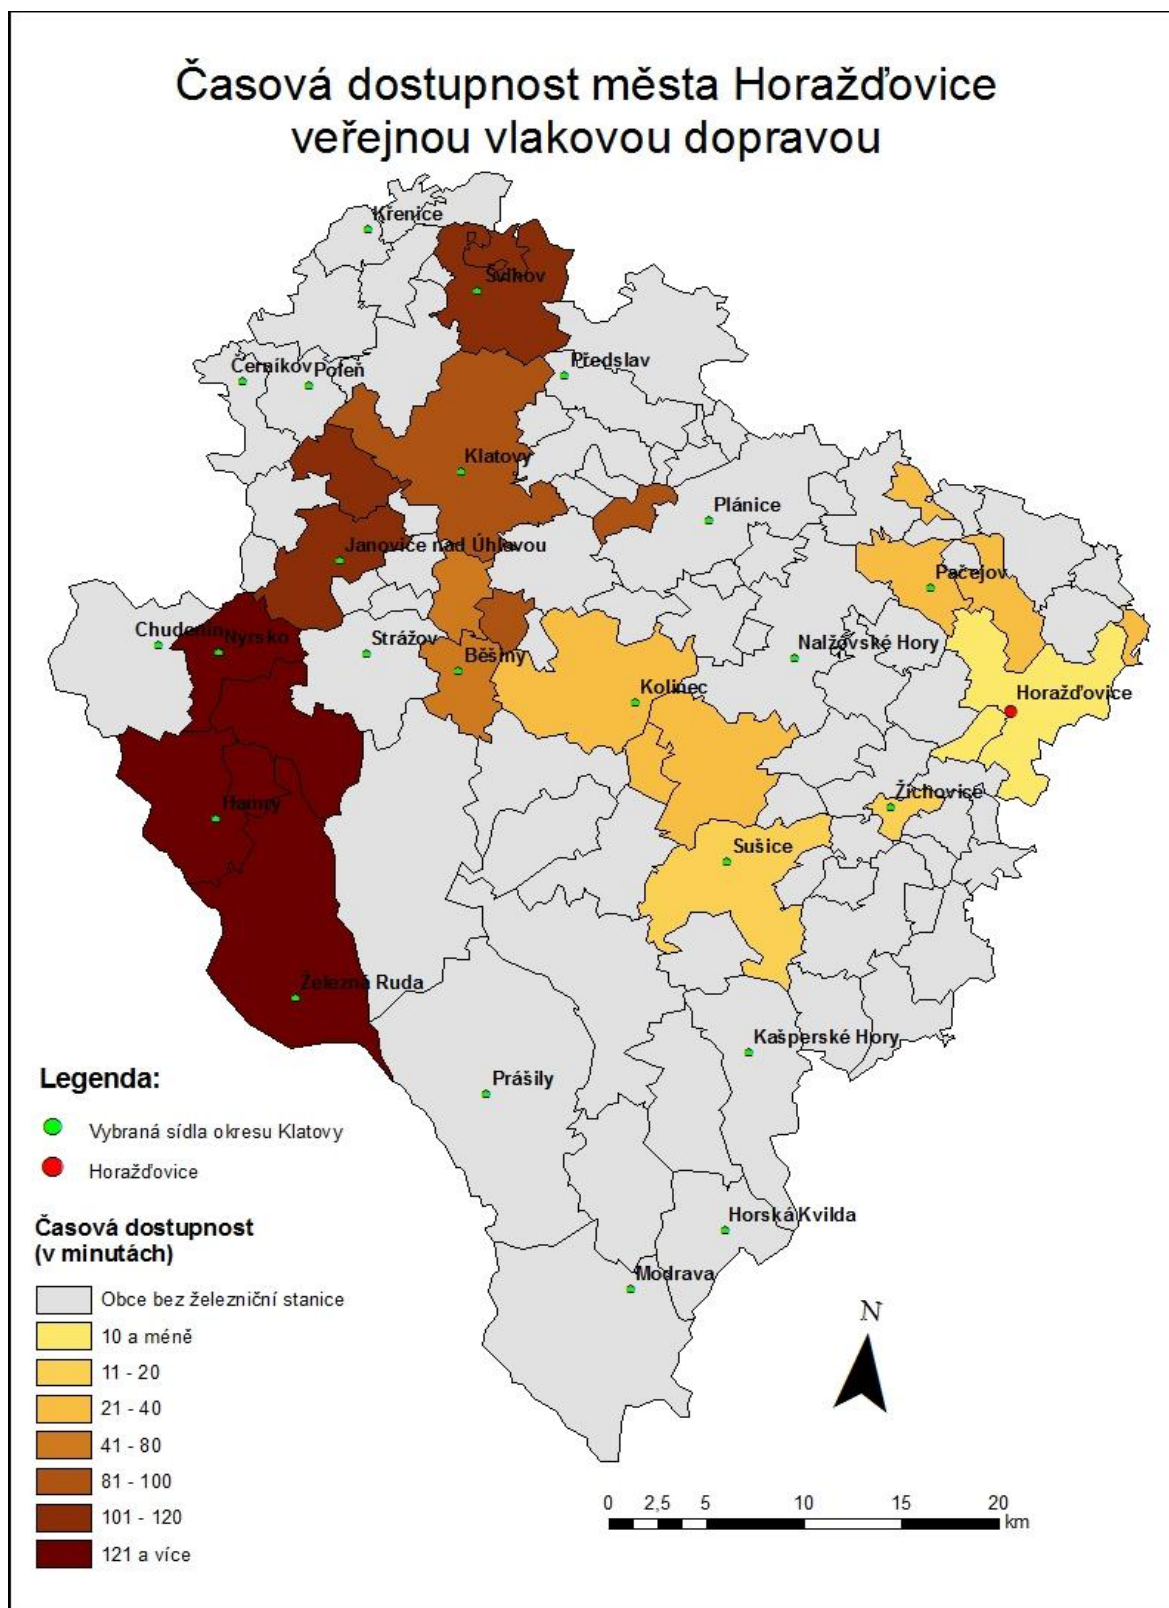 Časová dostupnost města Horažďovice
veřejnou vlakovou dopravou
Křenice
Švihov
Předslav
Černíkov
Poleň
Klatovy
Plánice
Janovice nad Úhlavou
Pačejov
Chudenín
Nýrsko
Strážov
Běšiny
Nalžovské Hory
Kolinec
Horažďovice
Hamry
Žichovice
Sušice
Železná Ruda
Kašperské Hory
Prášily
Horská Kvilda
Modrava
Legenda:
Vybraná sídla okresu Klatovy
Horažďovice
Časová dostupnost
(v minutách)
Obce bez železniční stanice
10 a méně
11 - 20
21 - 40
41 - 80
81 - 100
101 - 120
121 a více
N
0 2,5 5 10 15 20
km